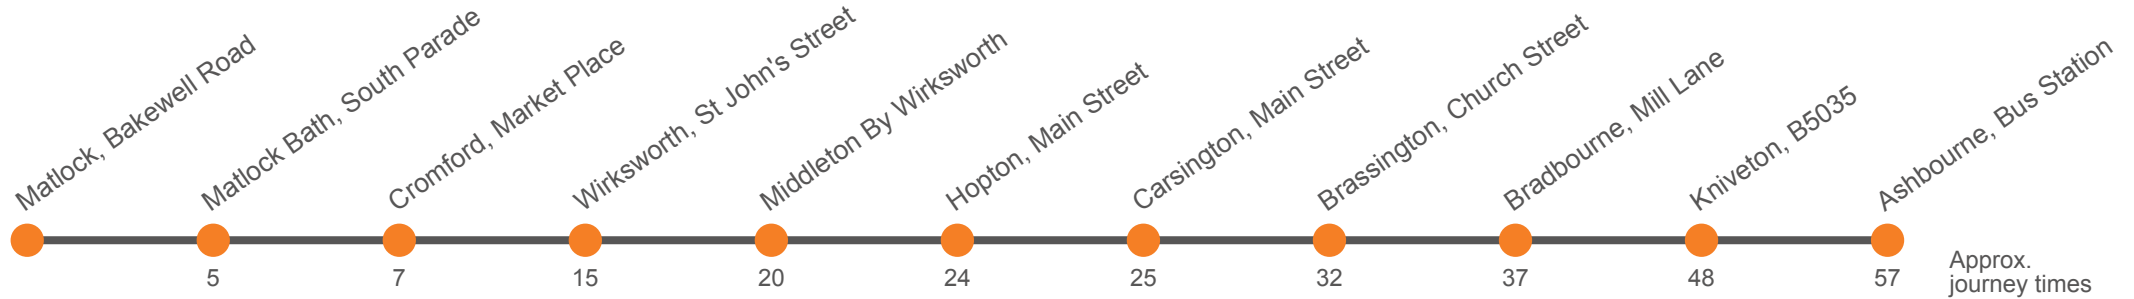 Matlock, Bakewell Road
Matlock Bath, South Parade
Cromford, Market Place
Wirksworth, St John's Street
Middleton By Wirksworth
Hopton, Main Street
Carsington, Main Street
Brassington, Church Street
Bradbourne, Mill Lane
Kniveton, B5035
Ashbourne, Bus Station
5 7 15 20 24 25 32 37 48 57
Approx.
journey times